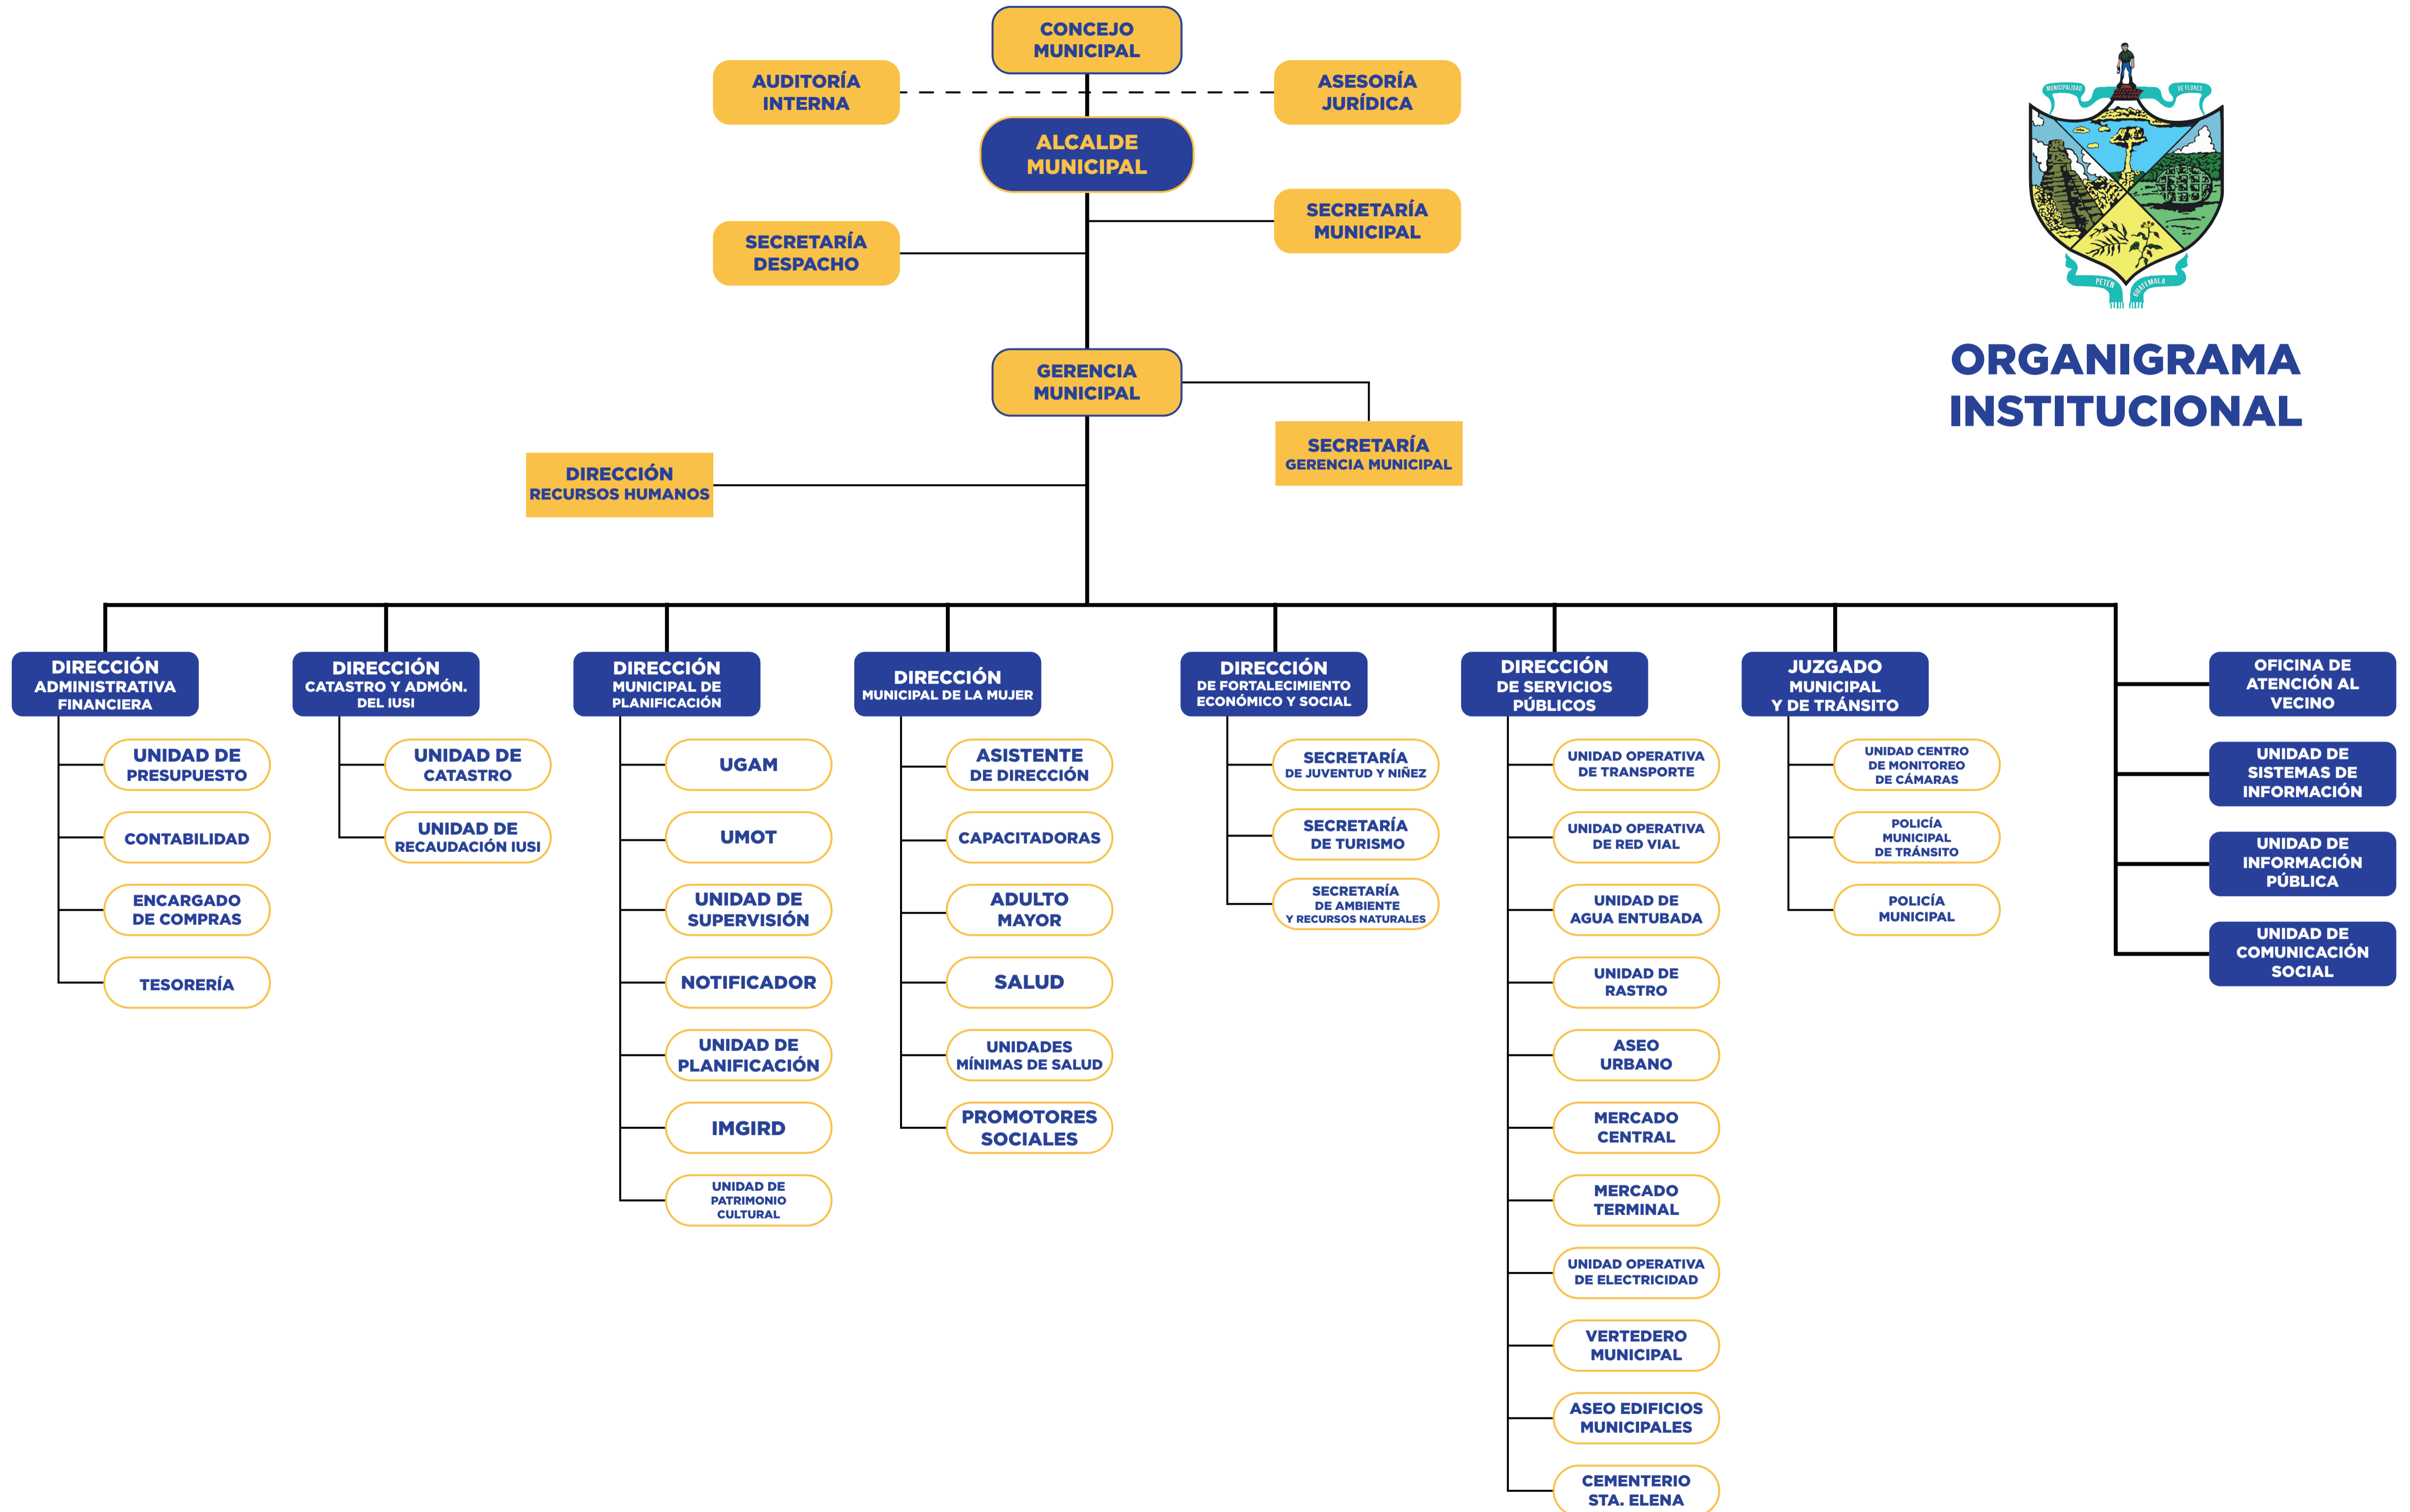 CONCEJO
MUNICIPAL
AUDITORÍA
INTERNA
ASESORÍA
JURÍDICA
ALCALDE
MUNICIPAL
SECRETARÍA
MUNICIPAL
SECRETARÍA
DESPACHO
GERENCIA
MUNICIPAL
SECRETARÍA
GERENCIA MUNICIPAL
DIRECCIÓN
RECURSOS HUMANOS
MUNICIPALIDAD
DE FLORES
PETEN
GUATEMALA
ORGANIGRAMA
INSTITUCIONAL
DIRECCIÓN
ADMINISTRATIVA
FINANCIERA
UNIDAD DE
PRESUPUESTO
CONTABILIDAD
ENCARGADO
DE COMPRAS
TESORERÍA
DIRECCIÓN
CATASTRO Y ADMÓN.
DEL IUSI
UNIDAD DE
CATASTRO
UNIDAD DE
RECAUDACIÓN IUSI
DIRECCIÓN
MUNICIPAL DE
PLANIFICACIÓN
UGAM
UMOT
UNIDAD DE
SUPERVISIÓN
NOTIFICADOR
UNIDAD DE
PLANIFICACIÓN
IMGIRD
UNIDAD DE
PATRIMONIO
CULTURAL
DIRECCIÓN
MUNICIPAL DE LA MUJER
ASISTENTE
DE DIRECCIÓN
CAPACITADORAS
ADULTO
MAYOR
SALUD
UNIDADES
MÍNIMAS DE SALUD
PROMOTORES
SOCIALES
DIRECCIÓN
DE FORTALECIMIENTO
ECONÓMICO Y SOCIAL
SECRETARÍA
DE JUVENTUD Y NIÑEZ
SECRETARÍA
DE TURISMO
SECRETARÍA
DE AMBIENTE
Y RECURSOS NATURALES
DIRECCIÓN
DE SERVICIOS
PÚBLICOS
UNIDAD OPERATIVA
DE TRANSPORTE
UNIDAD OPERATIVA
DE RED VIAL
UNIDAD DE
AGUA ENTUBADA
UNIDAD DE
RASTRO
ASEO
URBANO
MERCADO
CENTRAL
MERCADO
TERMINAL
UNIDAD OPERATIVA
DE ELECTRICIDAD
VERTEDERO
MUNICIPAL
ASEO EDIFICIOS
MUNICIPALES
CEMENTERIO
STA. ELENA
JUZGADO
MUNICIPAL
Y DE TRÁNSITO
UNIDAD CENTRO
DE MONITOREO
DE CÁMARAS
POLICÍA
MUNICIPAL
DE TRÁNSITO
POLICÍA
MUNICIPAL
OFICINA DE
ATENCIÓN AL
VECINO
UNIDAD DE
SISTEMAS DE
INFORMACIÓN
UNIDAD DE
INFORMACIÓN
PÚBLICA
UNIDAD DE
COMUNICACIÓN
SOCIAL